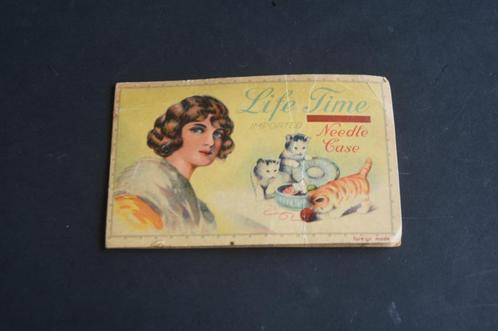 Life Time
IMPORTED
Needle
Case
foreign made